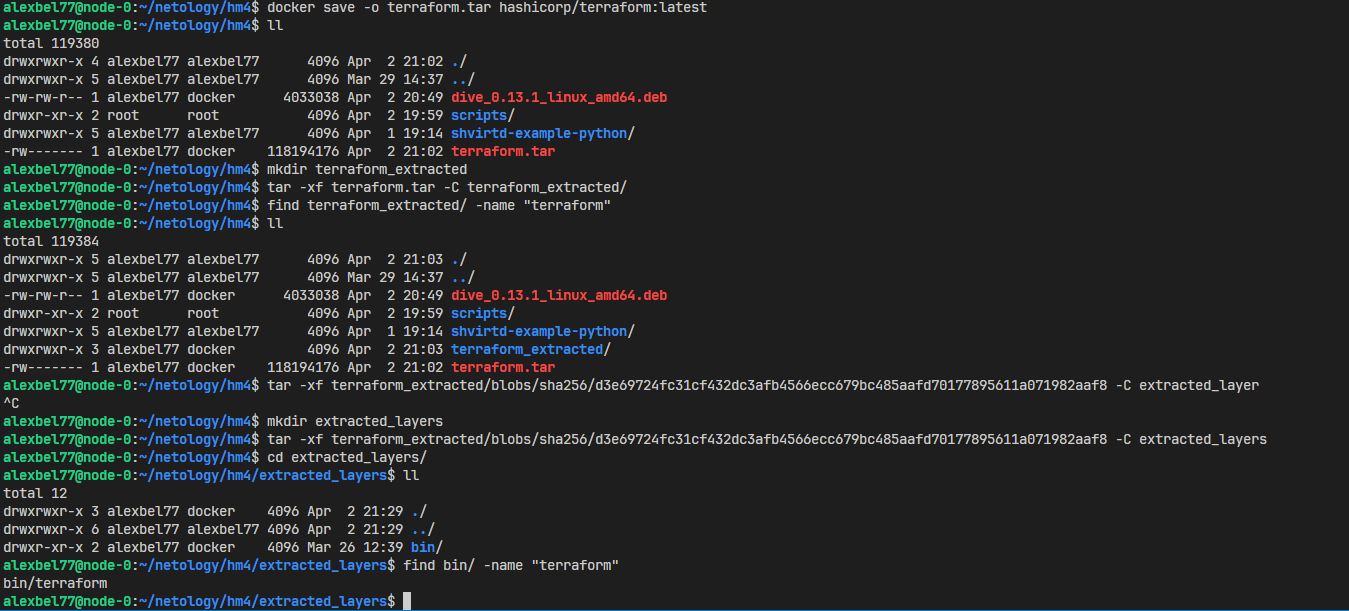 alexbel77@node-0:~/netology/hm4$ docker save -o terraform.tar hashicorp/terraform:latest
alexbel77@node-0:~/netology/hm4$ ll
total 119380
drwxrwxr-x 4 alexbel77 alexbel77      4096 Apr  2 21:02 ./
drwxrwxr-x 5 alexbel77 alexbel77      4096 Mar 29 14:37 ../
-rw-rw-r-- 1 alexbel77 docker      4033038 Apr  2 20:49 dive_0.13.1_linux_amd64.deb
drwxr-xr-x 2 root      root           4096 Apr  2 19:59 scripts/
drwxrwxr-x 5 alexbel77 alexbel77      4096 Apr  1 19:14 shvirtd-example-python/
-rw------- 1 alexbel77 docker    118194176 Apr  2 21:02 terraform.tar
alexbel77@node-0:~/netology/hm4$ mkdir terraform_extracted
alexbel77@node-0:~/netology/hm4$ tar -xf terraform.tar -C terraform_extracted/
alexbel77@node-0:~/netology/hm4$ find terraform_extracted/ -name "terraform"
alexbel77@node-0:~/netology/hm4$ ll
total 119384
drwxrwxr-x 5 alexbel77 alexbel77      4096 Apr  2 21:03 ./
drwxrwxr-x 5 alexbel77 alexbel77      4096 Mar 29 14:37 ../
-rw-rw-r-- 1 alexbel77 docker      4033038 Apr  2 20:49 dive_0.13.1_linux_amd64.deb
drwxr-xr-x 2 root      root           4096 Apr  2 19:59 scripts/
drwxrwxr-x 5 alexbel77 alexbel77      4096 Apr  1 19:14 shvirtd-example-python/
drwxrwxr-x 3 alexbel77 docker         4096 Apr  2 21:03 terraform_extracted/
-rw------- 1 alexbel77 docker    118194176 Apr  2 21:02 terraform.tar
alexbel77@node-0:~/netology/hm4$ tar -xf terraform_extracted/blobs/sha256/d3e69724fc31cf432dc3afb4566ecc679bc485aafd70177895611a071982aaf8 -C extracted_layer
^C
alexbel77@node-0:~/netology/hm4$ mkdir extracted_layers
alexbel77@node-0:~/netology/hm4$ tar -xf terraform_extracted/blobs/sha256/d3e69724fc31cf432dc3afb4566ecc679bc485aafd70177895611a071982aaf8 -C extracted_layers
alexbel77@node-0:~/netology/hm4$ cd extracted_layers/
alexbel77@node-0:~/netology/hm4/extracted_layers$ ll
total 12
drwxrwxr-x 3 alexbel77 docker    4096 Apr  2 21:29 ./
drwxrwxr-x 6 alexbel77 alexbel77 4096 Apr  2 21:29 ../
drwxr-xr-x 2 alexbel77 docker    4096 Mar 26 12:39 bin/
alexbel77@node-0:~/netology/hm4/extracted_layers$ find bin/ -name "terraform"
bin/terraform
alexbel77@node-0:~/netology/hm4/extracted_layers$